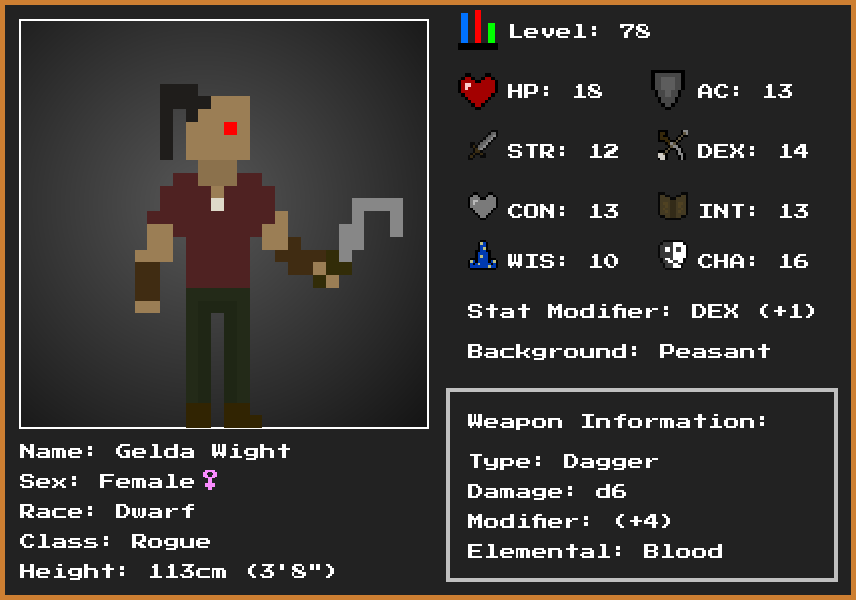 Level: 78
HP: 18 AC: 13
STR: 12 DEX: 14
CON: 13 INT: 13
WIS: 10 CHA: 16
Stat Modifier: DEX (+1)
Background: Peasant
Weapon Information:
Type: Dagger
Damage: d6
Modifier: (+4)
Elemental: Blood
Name: Gelda Wight
Sex: Female♀
Race: Dwarf
Class: Rogue
Height: 113cm (3'8")